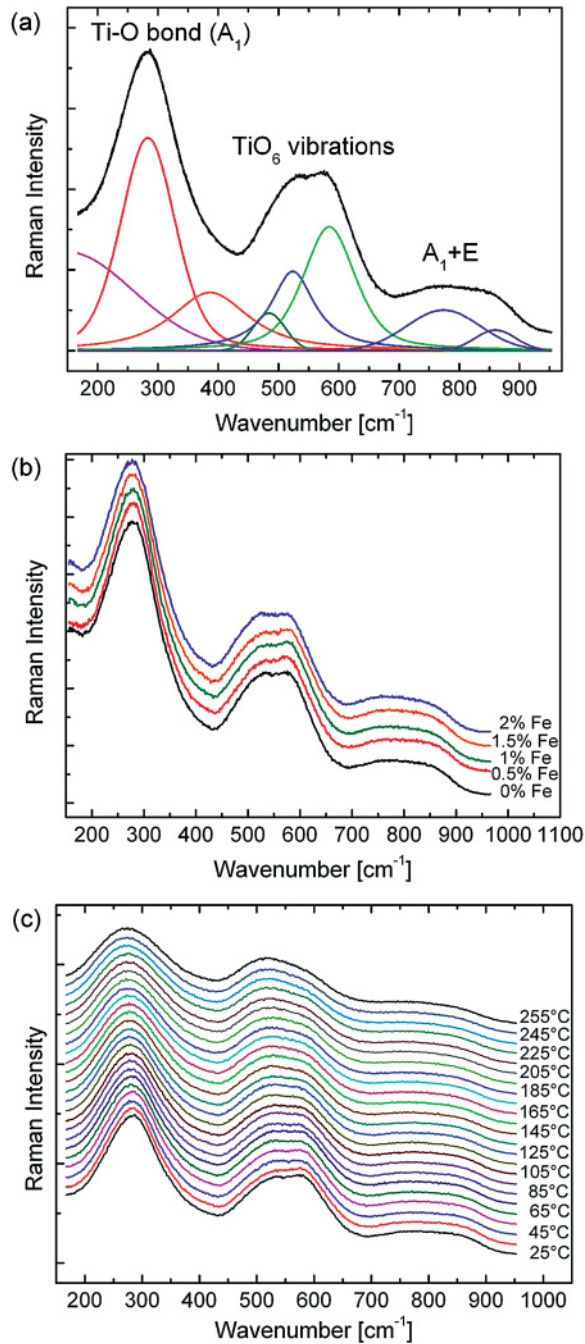 (a)
Ti-O bond (A₁)
TiO₆ vibrations
A₁+E
Raman Intensity
200 300 400 500 600 700 800 900
Wavenumber [cm⁻¹]
(b)
Raman Intensity
2% Fe
1.5% Fe
1% Fe
0.5% Fe
0% Fe
200 300 400 500 600 700 800 900 1000 1100
Wavenumber [cm⁻¹]
(c)
Raman Intensity
255°C
245°C
225°C
205°C
185°C
165°C
145°C
125°C
105°C
85°C
65°C
45°C
25°C
200 300 400 500 600 700 800 900 1000
Wavenumber [cm⁻¹]